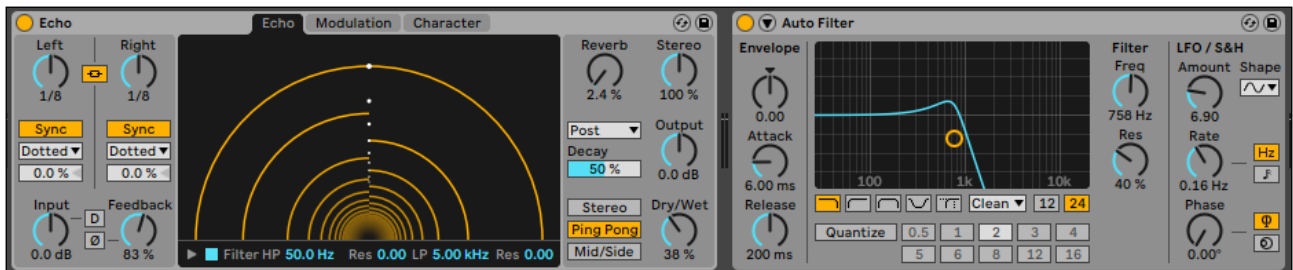 Echo
Echo Modulation Character
Left Right
1/8 1/8
Sync Sync
Dotted Dotted
0.0 % 0.0 %
Input D Feedback
Ø
0.0 dB 83 %
Filter HP 50.0 Hz Res 0.00 LP 5.00 kHz Res 0.00
Reverb Stereo
2.4 % 100 %
Post Output
Decay
50 % 0.0 dB
Stereo Dry/Wet
Ping Pong
Mid/Side 38 %
Auto Filter
Envelope
0.00
Attack
6.00 ms
Release
200 ms
100 1k 10k
Clean 12 24
Quantize 0.5 1 2 3 4
5 6 8 12 16
Filter
Freq
758 Hz
Res
40 %
LFO / S&H
Amount Shape
6.90
Rate
Hz
0.16 Hz
Phase
0.00°